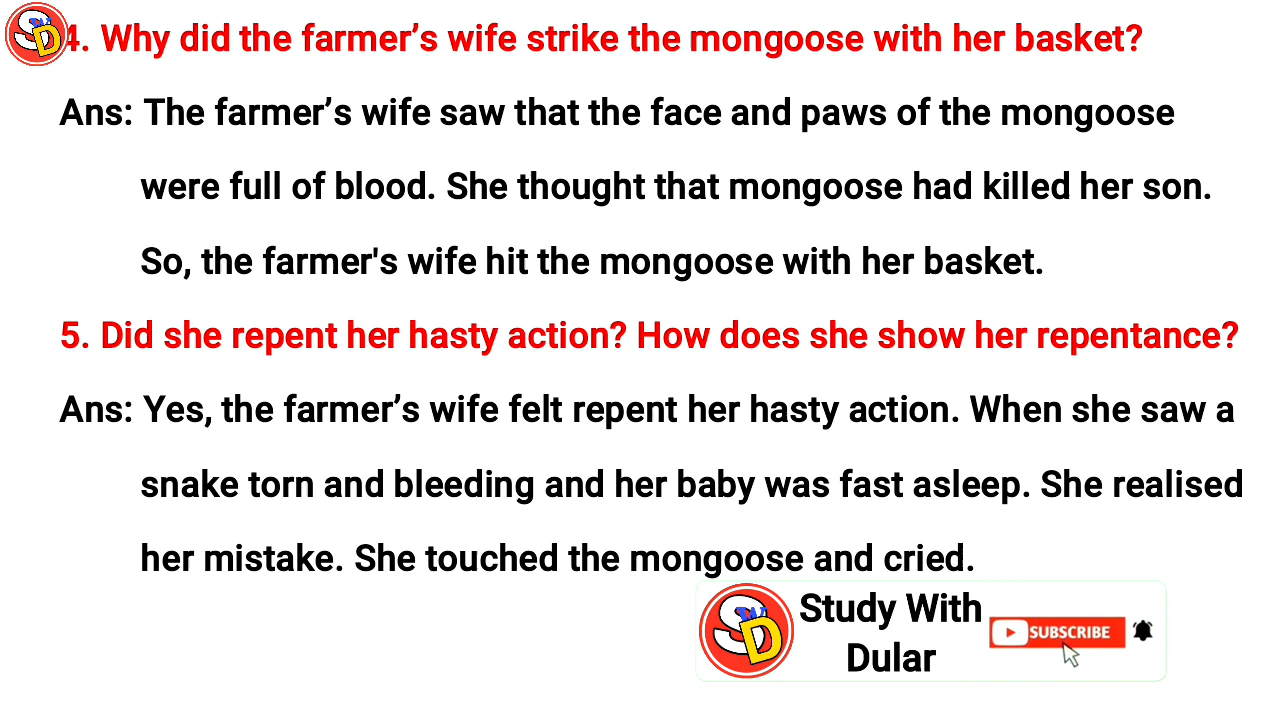 4. Why did the farmer’s wife strike the mongoose with her basket?
Ans: The farmer’s wife saw that the face and paws of the mongoose
were full of blood. She thought that mongoose had killed her son.
So, the farmer's wife hit the mongoose with her basket.
5. Did she repent her hasty action? How does she show her repentance?
Ans: Yes, the farmer’s wife felt repent her hasty action. When she saw a
snake torn and bleeding and her baby was fast asleep. She realised
her mistake. She touched the mongoose and cried.
SWD
Study With
Dular
SUBSCRIBE